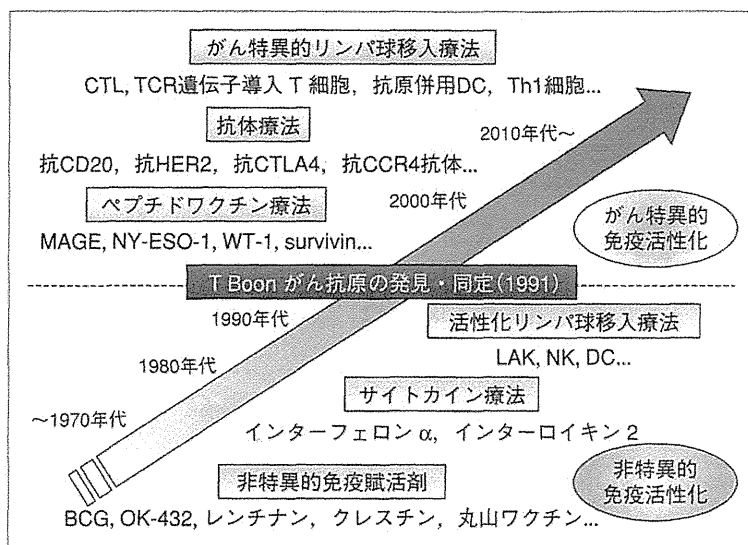 がん特異的リンパ球移入療法
CTL, TCR遺伝子導入 T 細胞, 抗原併用DC, Th1細胞...
抗体療法
2010年代〜
抗CD20, 抗HER2, 抗CTLA4, 抗CCR4抗体...
2000年代
ペプチドワクチン療法
がん特異的
免疫活性化
MAGE, NY-ESO-1, WT-1, survivin...
T Boon がん抗原の発見・同定(1991)
1990年代
活性化リンパ球移入療法
LAK, NK, DC...
1980年代
サイトカイン療法
〜1970年代
インターフェロン α, インターロイキン 2
非特異的免疫賦活剤
非特異的
免疫活性化
BCG, OK-432, レンチナン, クレスチン, 丸山ワクチン...